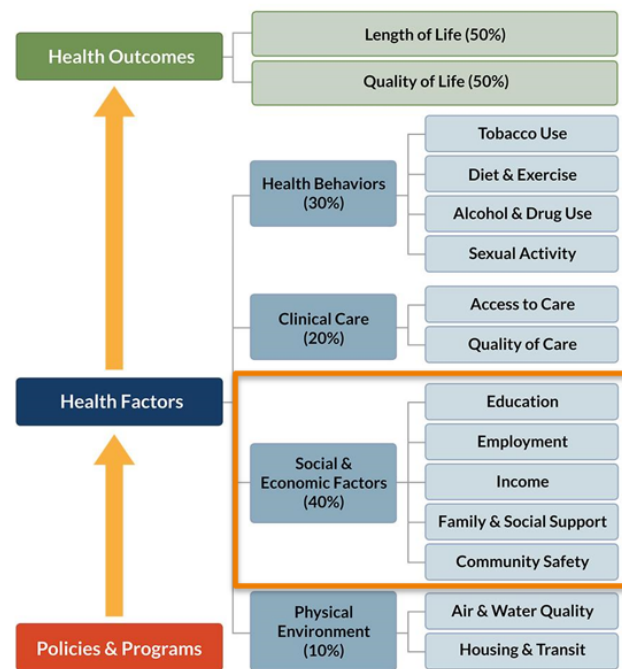 Health Outcomes
Length of Life (50%)
Quality of Life (50%)
Health Behaviors
(30%)
Tobacco Use
Diet & Exercise
Alcohol & Drug Use
Sexual Activity
Clinical Care
(20%)
Access to Care
Quality of Care
Health Factors
Social &
Economic Factors
(40%)
Education
Employment
Income
Family & Social Support
Community Safety
Physical
Environment
(10%)
Air & Water Quality
Housing & Transit
Policies & Programs